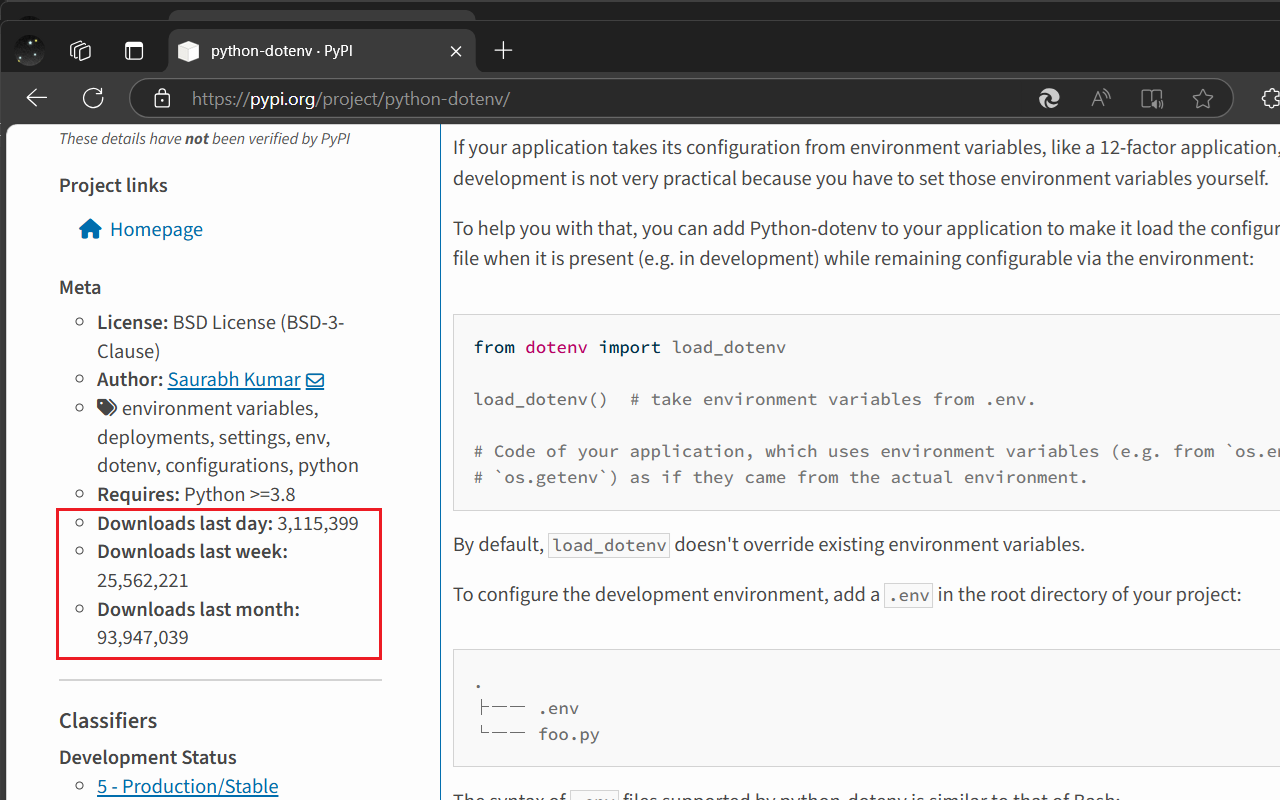 python-dotenv · PyPI
https://pypi.org/project/python-dotenv/
These details have not been verified by PyPI
Project links
Homepage
Meta
License: BSD License (BSD-3-
Clause)
Author: Saurabh Kumar
environment variables,
deployments, settings, env,
dotenv, configurations, python
Requires: Python >=3.8
Downloads last day: 3,115,399
Downloads last week:
25,562,221
Downloads last month:
93,947,039
Classifiers
Development Status
5 - Production/Stable
If your application takes its configuration from environment variables, like a 12-factor application,
development is not very practical because you have to set those environment variables yourself.
To help you with that, you can add Python-dotenv to your application to make it load the configur
file when it is present (e.g. in development) while remaining configurable via the environment:
from dotenv import load_dotenv
load_dotenv()  # take environment variables from .env.
# Code of your application, which uses environment variables (e.g. from `os.en
# `os.getenv`) as if they came from the actual environment.
By default, load_dotenv doesn't override existing environment variables.
To configure the development environment, add a .env in the root directory of your project:
.
├── .env
└── foo.py
The syntax of .env files supported by python-dotenv is similar to that of Bash: